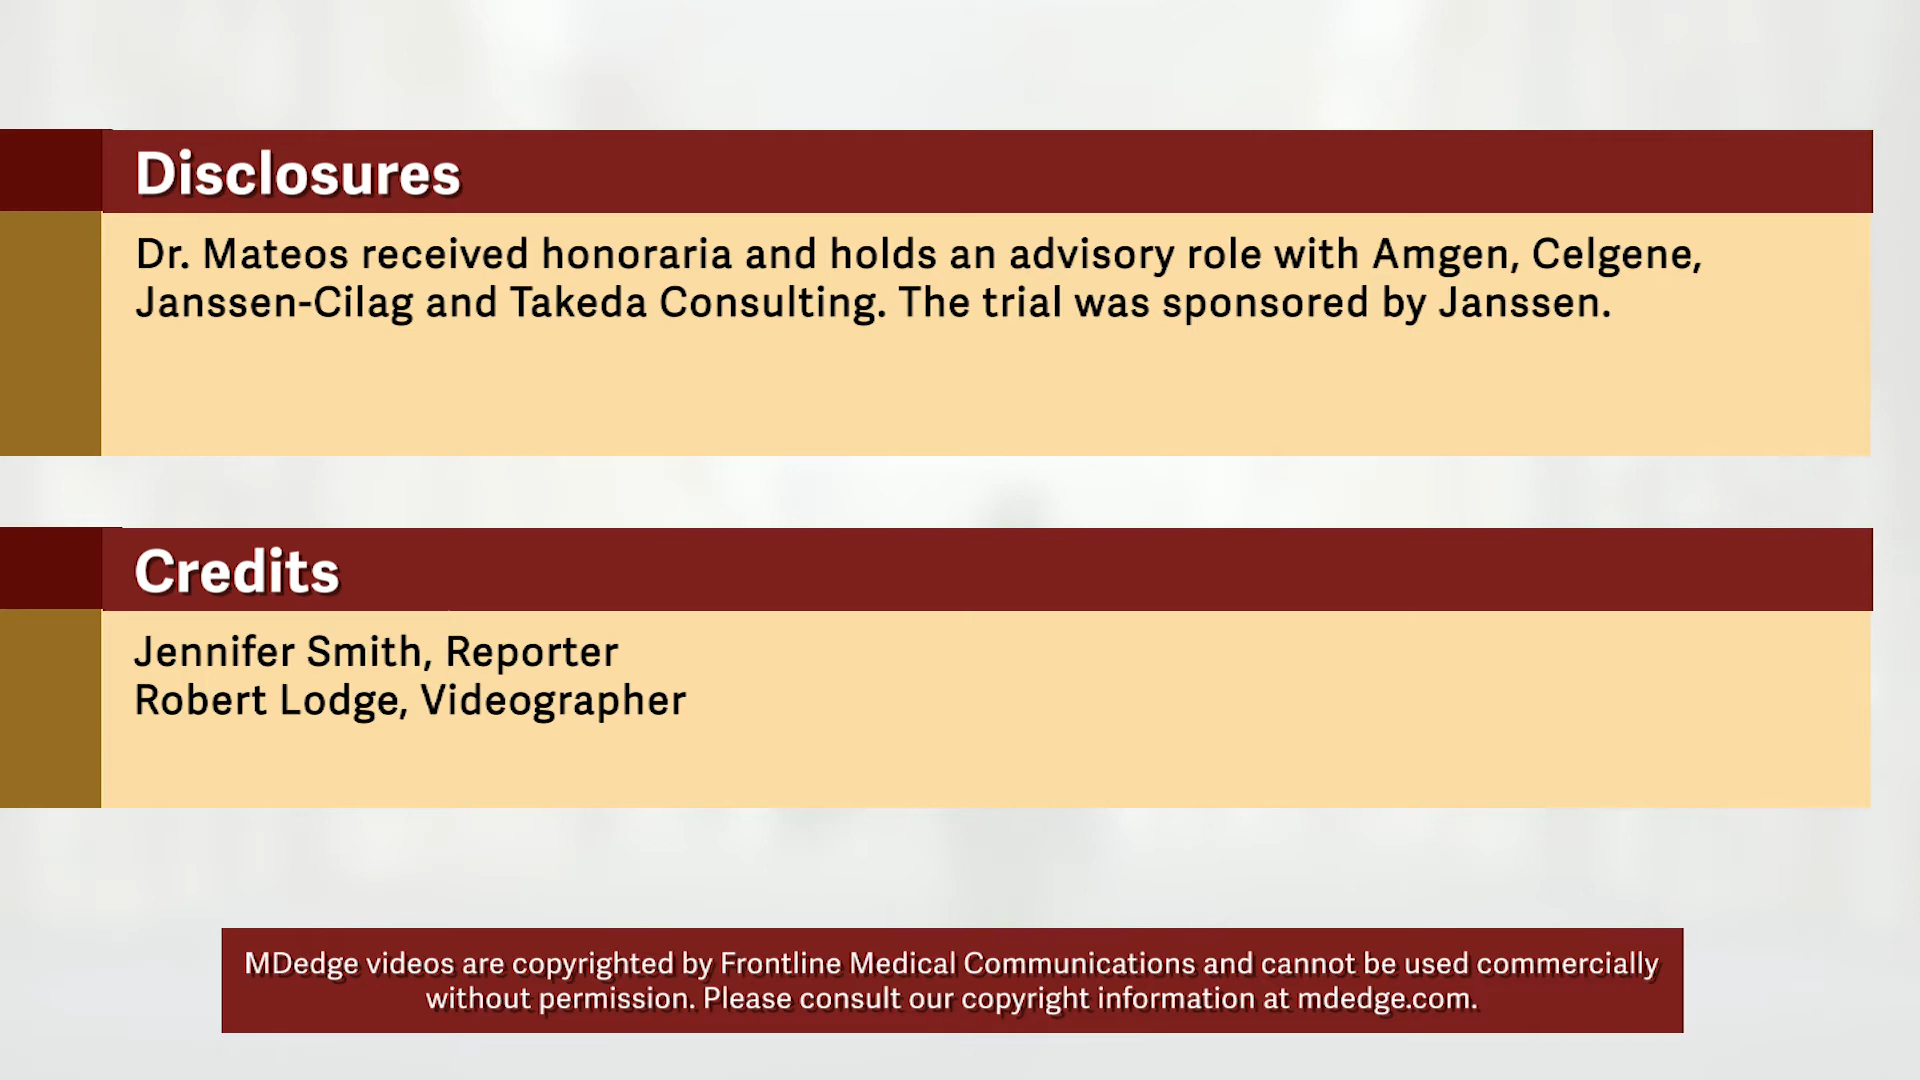 Disclosures
Dr. Mateos received honoraria and holds an advisory role with Amgen, Celgene,
Janssen-Cilag and Takeda Consulting. The trial was sponsored by Janssen.
Credits
Jennifer Smith, Reporter
Robert Lodge, Videographer
MDedge videos are copyrighted by Frontline Medical Communications and cannot be used commercially
without permission. Please consult our copyright information at mdedge.com.